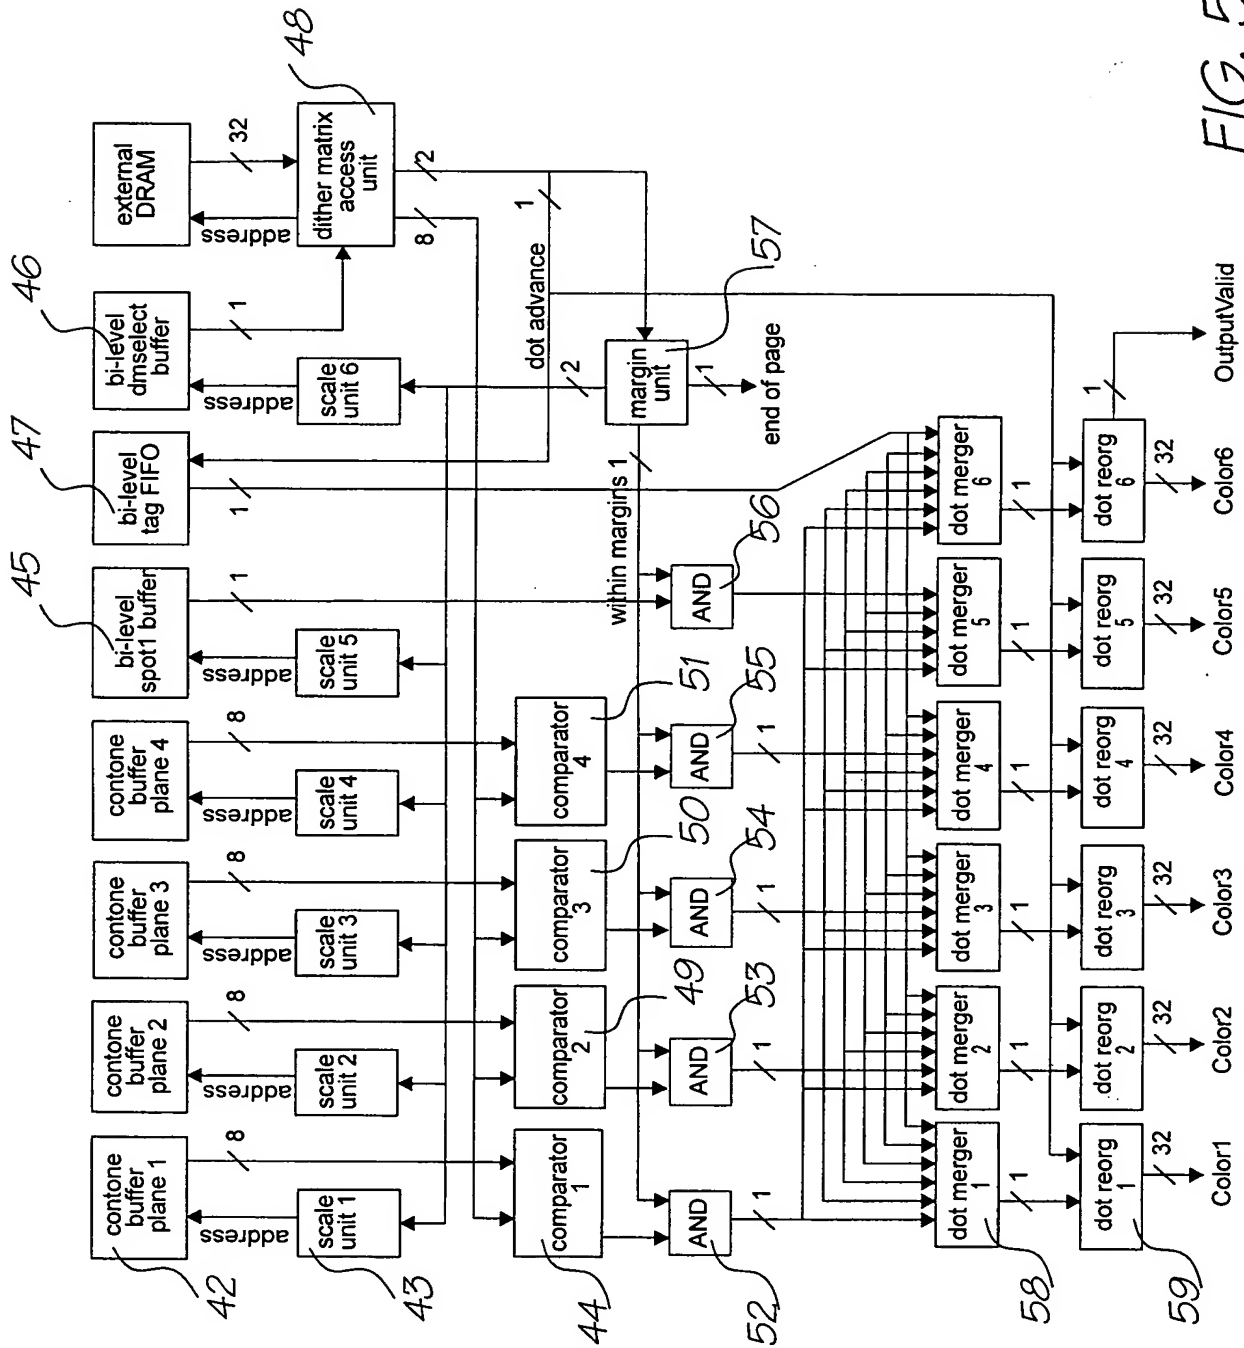 48
46
47
45
external
DRAM
bi-level
dmselect
buffer
bi-level
tag FIFO
bi-level
spot1 buffer
contone
buffer
plane 4
contone
buffer
plane 3
contone
buffer
plane 2
contone
buffer
plane 1
42
32
address
dither matrix
access
unit
1
address
scale
unit 6
1
1
address
scale
unit 5
8
address
scale
unit 4
8
address
scale
unit 3
8
address
scale
unit 2
8
address
scale
unit 1
43
8
2
1
dot advance
2
margin
unit
57
1
end of page
within margins
1
comparator
4
51
comparator
3
50
comparator
2
49
comparator
1
44
AND
56
AND
55
1
AND
54
1
AND
53
1
AND
52
1
dot merger
6
dot merger
5
dot merger
4
dot merger
3
dot merger
2
dot merger
1
58
1
1
1
1
1
1
1
dot reorg
6
dot reorg
5
dot reorg
4
dot reorg
3
dot reorg
2
dot reorg
1
59
32
32
32
32
32
32
OutputValid
Color6
Color5
Color4
Color3
Color2
Color1
FIG. 5